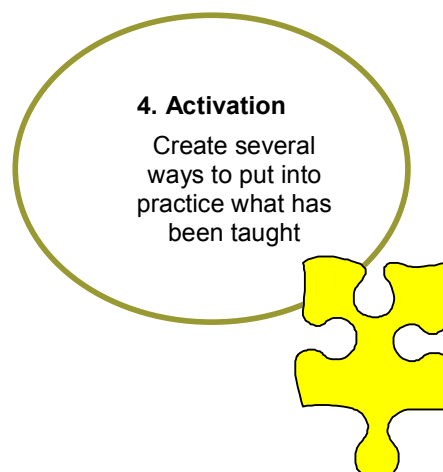 4. Activation
Create several
ways to put into
practice what has
been taught